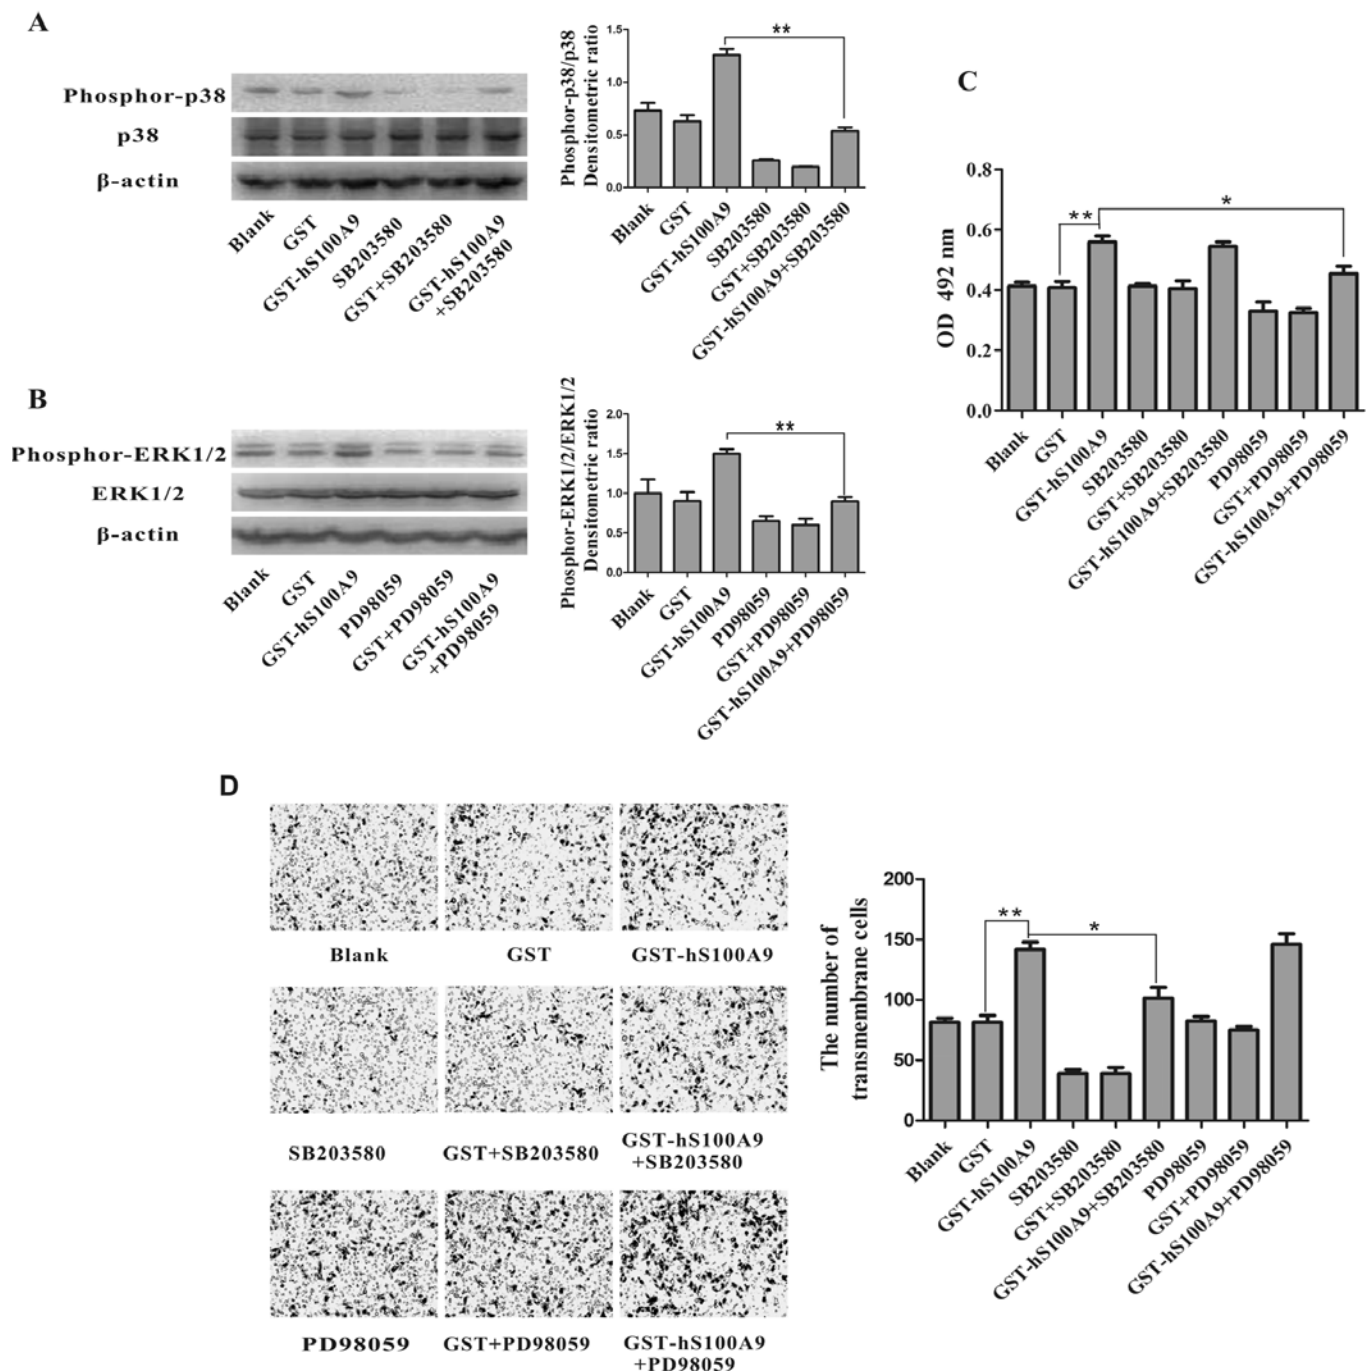 A
Phosphor-p38
p38
β-actin
Blank
GST
GST-hS100A9
SB203580
GST+SB203580
GST-hS100A9
+SB203580
Phosphor-p38/p38
Densitometric ratio
1.5
1.0
0.5
0.0
**
Blank
GST
GST-hS100A9
SB203580
GST+SB203580
GST-hS100A9+SB203580
B
Phosphor-ERK1/2
ERK1/2
β-actin
Blank
GST
GST-hS100A9
PD98059
GST+PD98059
GST-hS100A9
+PD98059
Phosphor-ERK1/2/ERK1/2
Densitometric ratio
2.0
1.5
1.0
0.5
0.0
**
Blank
GST
GST-hS100A9
PD98059
GST+PD98059
GST-hS100A9+PD98059
C
OD 492 nm
0.8
0.6
0.4
0.2
0.0
**
*
Blank
GST
GST-hS100A9
SB203580
GST+SB203580
GST-hS100A9+SB203580
PD98059
GST+PD98059
GST-hS100A9+PD98059
D
Blank
GST
GST-hS100A9
SB203580
GST+SB203580
GST-hS100A9
+SB203580
PD98059
GST+PD98059
GST-hS100A9
+PD98059
The number of
transmembrane cells
200
150
100
50
0
**
*
Blank
GST
GST-hS100A9
SB203580
GST+SB203580
GST-hS100A9+SB203580
PD98059
GST+PD98059
GST-hS100A9+PD98059